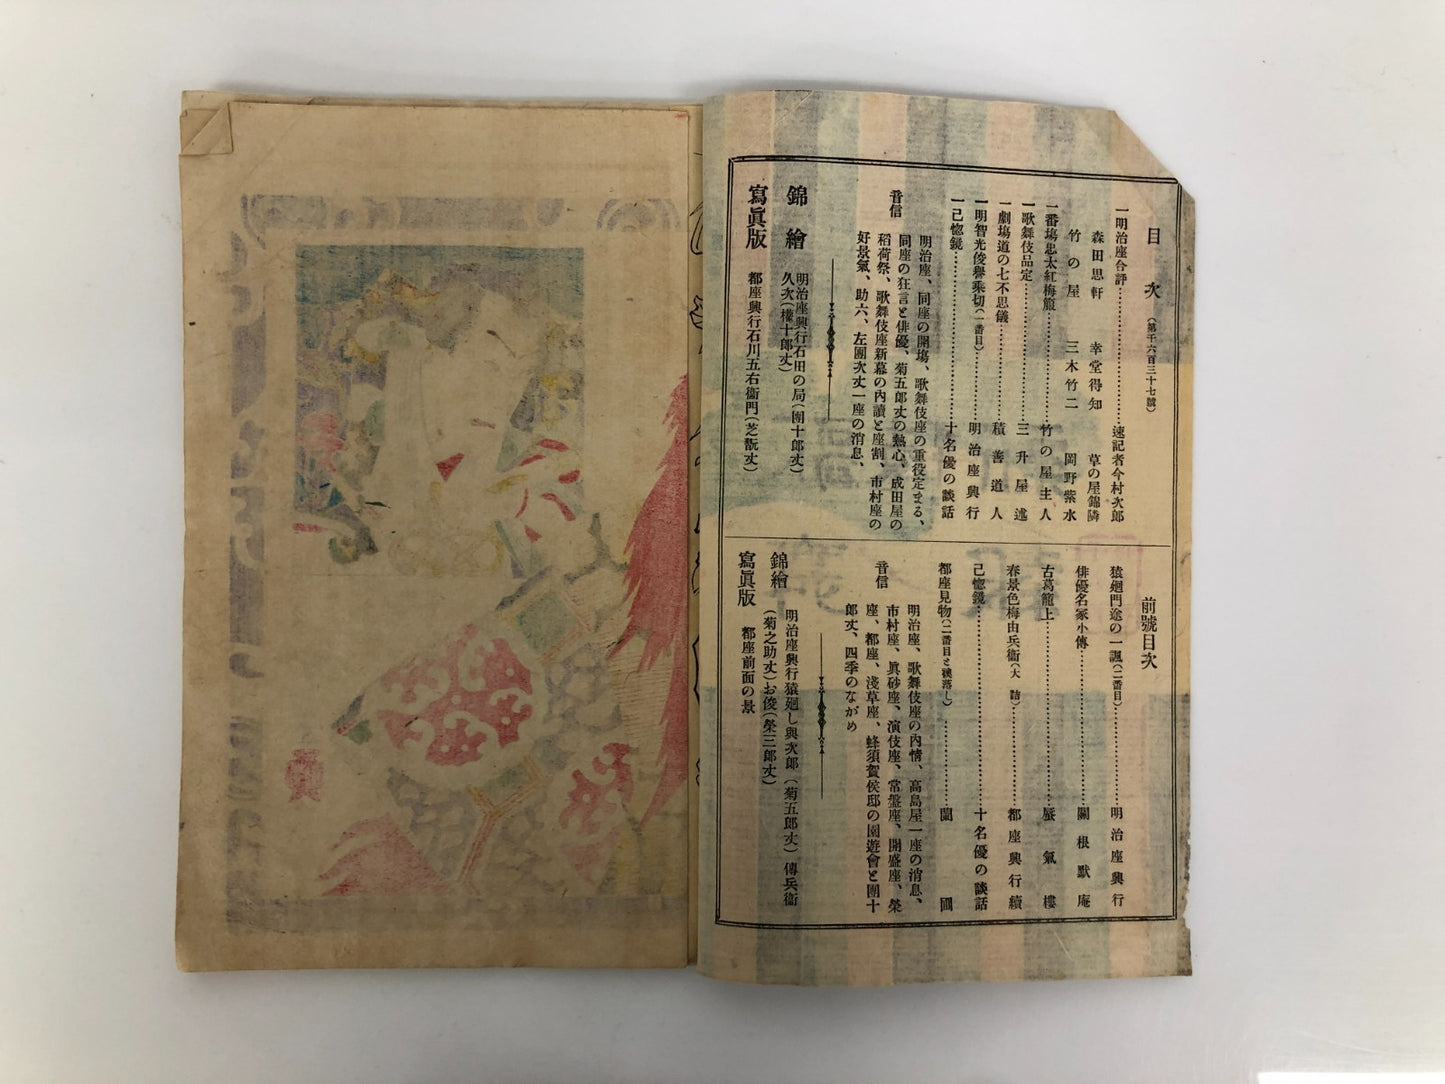 目次（第千六百三十七號）
一明治座合評……………速記者今村次郎
森田思軒　幸堂得知　草の屋錦隣
竹の屋　三木竹二　岡野紫水
一番場忠太紅梅箙……………竹の屋主人
一歌舞伎品定……………三升屋述
一劇場道の七不思儀……………積善道人
一明智光俊譽乘切（一番目）……………明治座興行
一己惚鏡……………十名優の談話
音信
明治座、同座の開場、歌舞伎座の重役定まる、
同座の狂言と俳優、菊五郎丈の熱心、成田屋の
稻荷祭、歌舞伎座新幕の內讀と座割、市村座の
好景氣、助六、左團次丈一座の消息、
錦繪
明治座興行石田の局（團十郎丈）
久次（權十郎丈）
寫眞版
都座興行石川五右衞門（芝翫丈）
前號目次
猿廻門途の一諷（二番目）……………明治座興行
俳優名家小傳……………關根默庵
古葛籠上……………蜃氣樓
春景色梅由兵衞（大詰）……………都座興行績
己惚鏡……………十名優の談話
都座見物（二番目と襖落し）……………蘭圃
音信
明治座、歌舞伎座の內情、高島屋一座の消息、
市村座、眞砂座、演伎座、常盤座、開盛座、榮
座、都座、淺草座、蜂須賀侯邸の園遊會と團十
郎丈、四季のながめ
錦繪
明治座興行猿廻し與次郎（菊五郎丈）傳兵衞
（菊之助丈）お俊（榮三郎丈）
寫眞版
都座前面の景